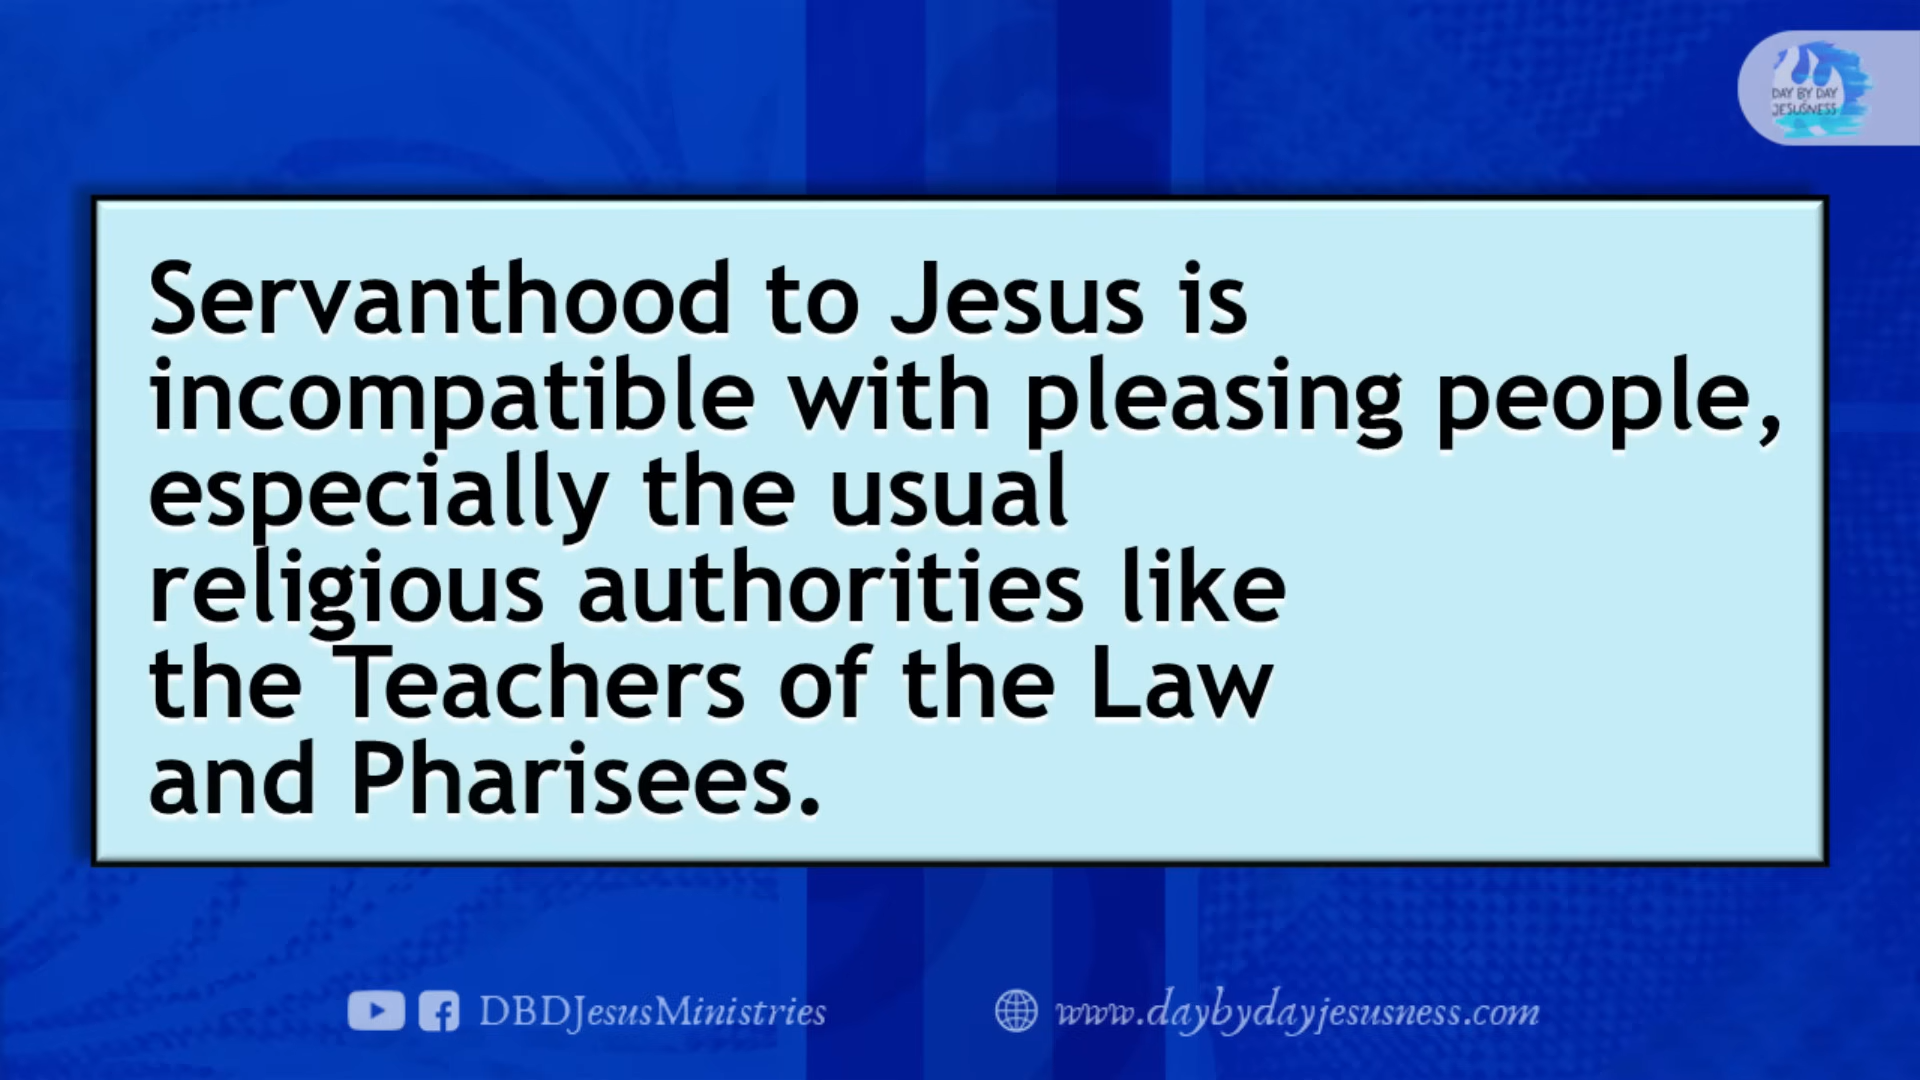 DAY BY DAY
JESUSNESS
Servanthood to Jesus is
incompatible with pleasing people,
especially the usual
religious authorities like
the Teachers of the Law
and Pharisees.
DBDJesusMinistries
www.daybydayjesusness.com